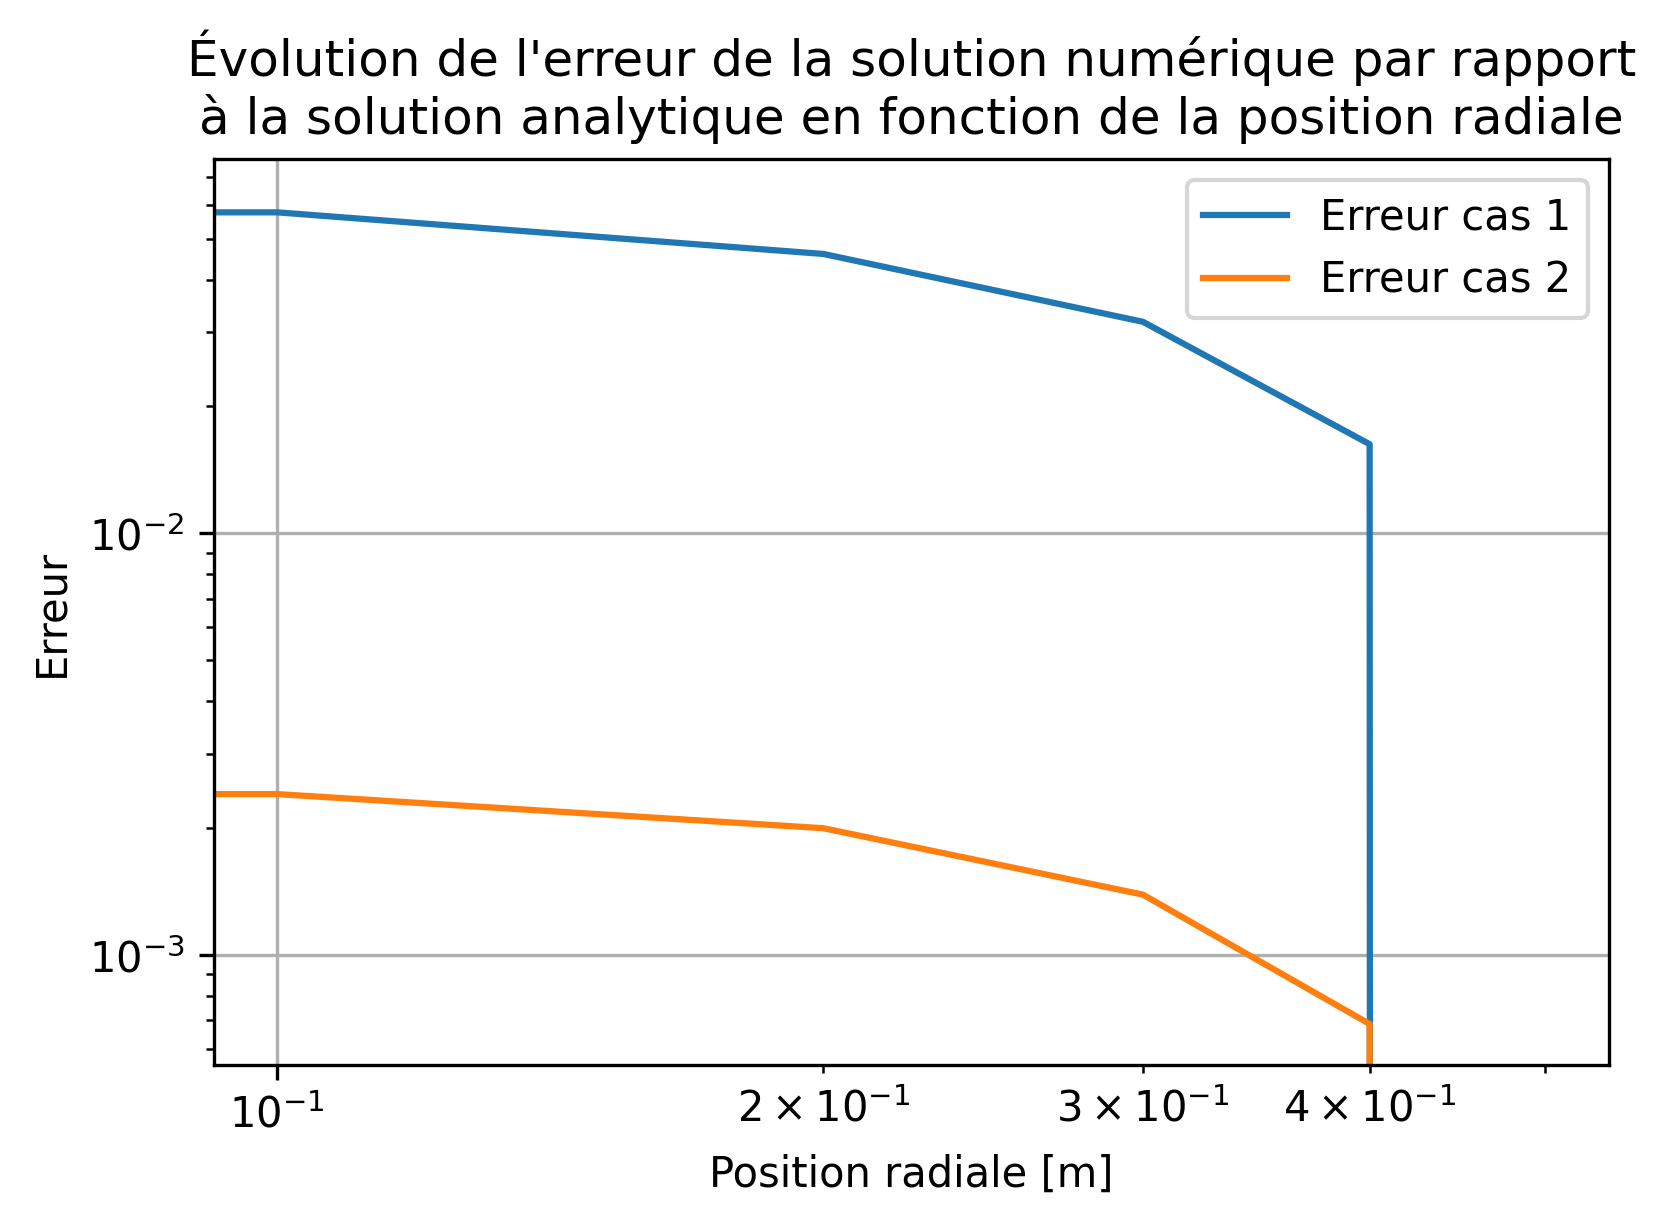 Évolution de l'erreur de la solution numérique par rapport
à la solution analytique en fonction de la position radiale
Erreur cas 1
Erreur cas 2
Erreur
10⁻²
10⁻³
10⁻¹
2 × 10⁻¹
3 × 10⁻¹
4 × 10⁻¹
Position radiale [m]